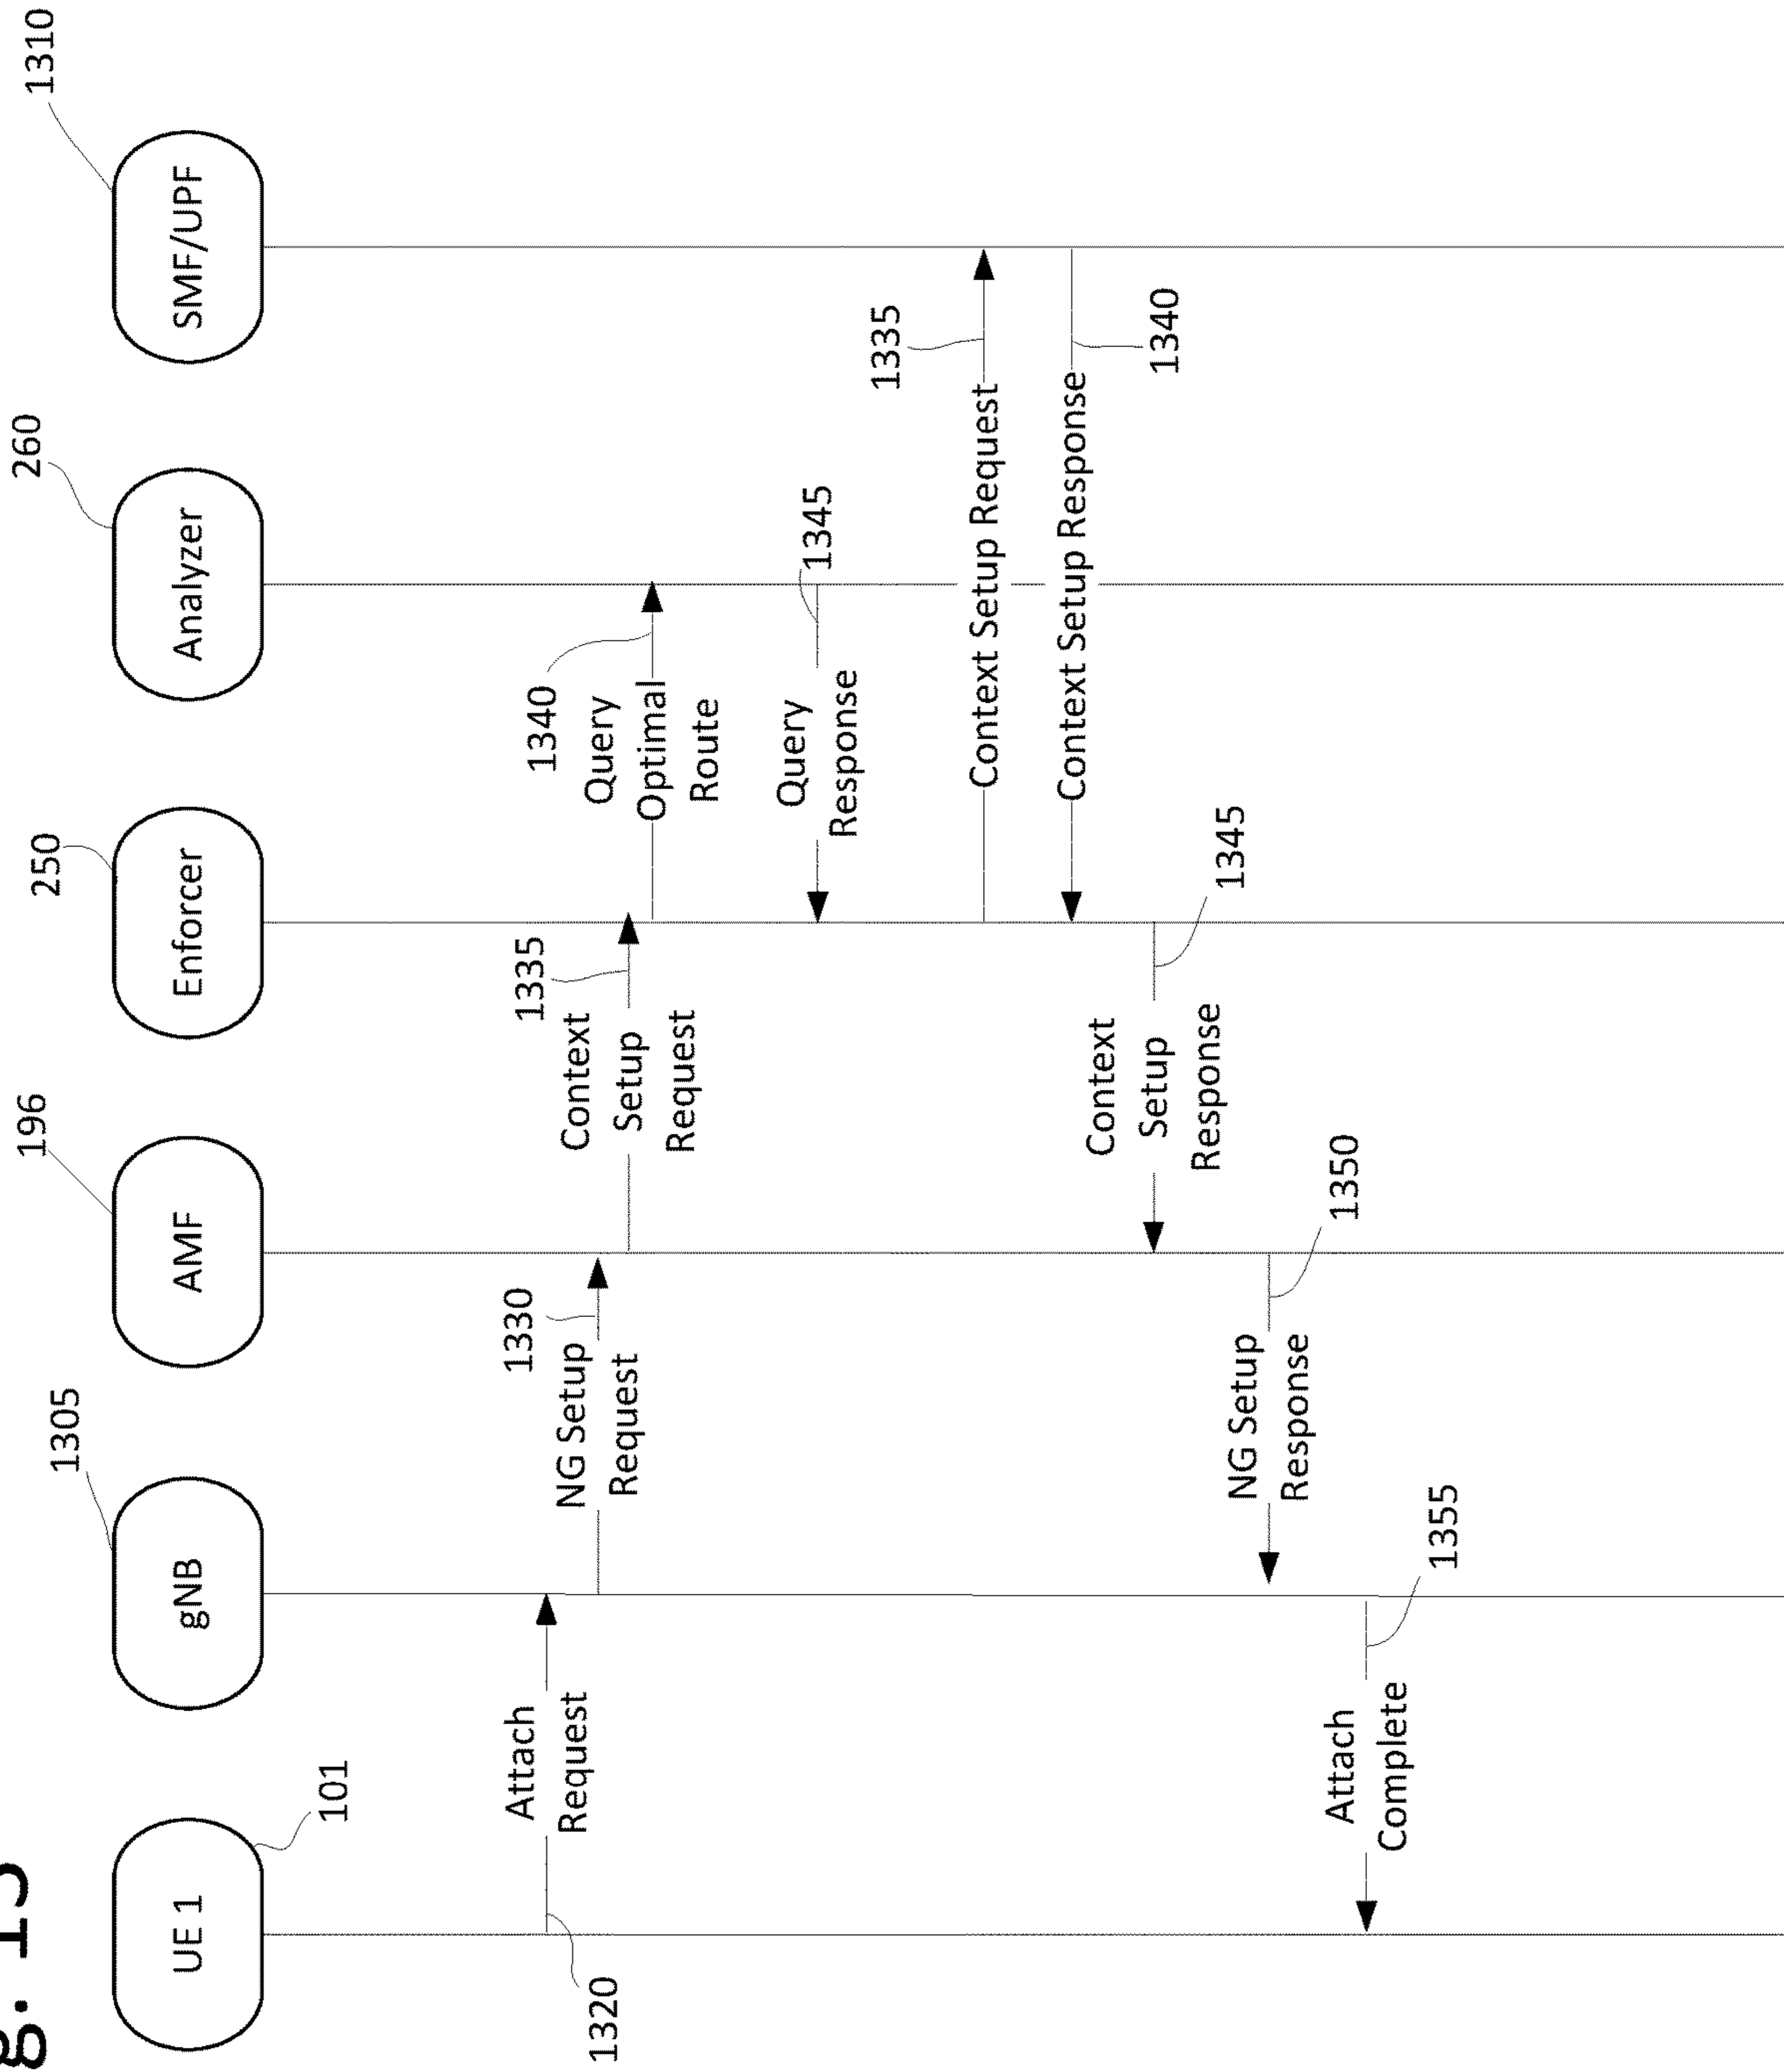 g. 13
1305
196
250
260
1310
UE 1
gNB
AMF
Enforcer
Analyzer
SMF/UPF
101
Attach
Request
1320
1330
NG Setup
Request
1335
Context
Setup
Request
1340
Query
Optimal
Route
1345
Query
Response
1335
Context Setup Request
Context Setup Response
1340
Context
Setup
Response
1345
NG Setup
Response
1350
Attach
Complete
1355